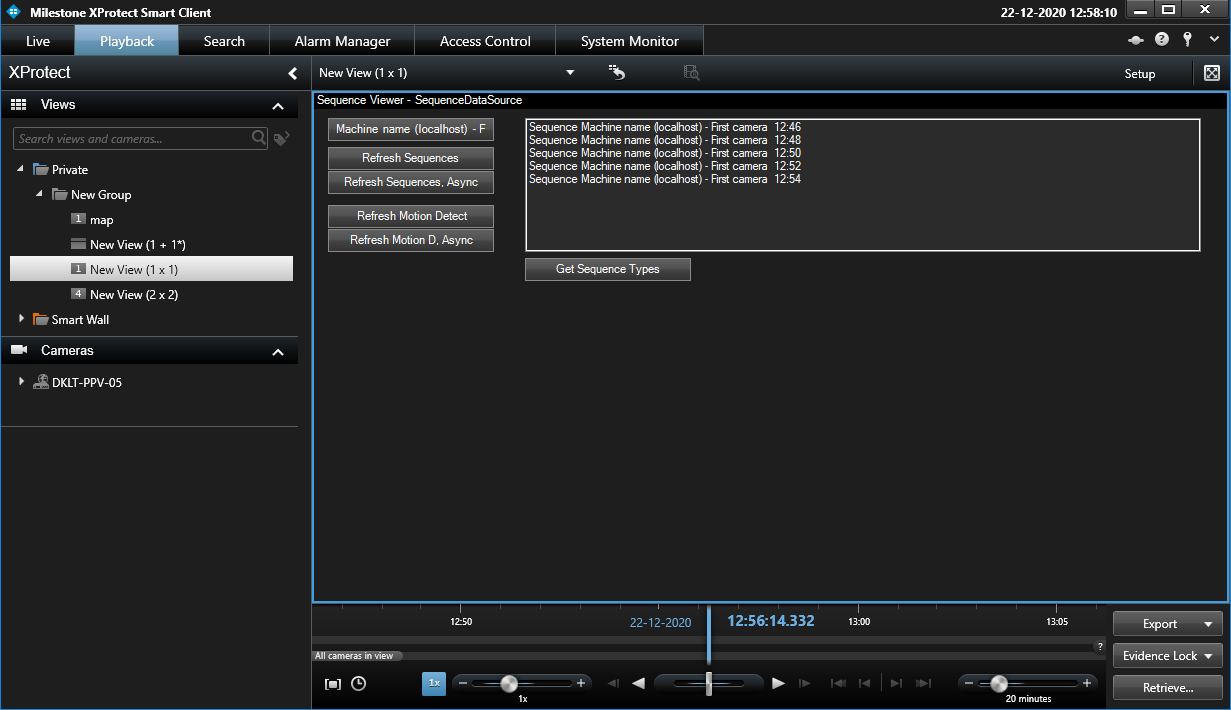 Milestone XProtect Smart Client
22-12-2020 12:58:10
Live
Playback
Search
Alarm Manager
Access Control
System Monitor
?
XProtect
New View (1 x 1)
Setup
Views
Search views and cameras...
Private
New Group
1 map
New View (1 + 1*)
1 New View (1 x 1)
4 New View (2 x 2)
Smart Wall
Cameras
DKLT-PPV-05
Sequence Viewer - SequenceDataSource
Machine name (localhost) - F
Refresh Sequences
Refresh Sequences, Async
Refresh Motion Detect
Refresh Motion D, Async
Sequence Machine name (localhost) - First camera 12:46
Sequence Machine name (localhost) - First camera 12:48
Sequence Machine name (localhost) - First camera 12:50
Sequence Machine name (localhost) - First camera 12:52
Sequence Machine name (localhost) - First camera 12:54
Get Sequence Types
12:50
22-12-2020
12:56:14.332
13:00
13:05
All cameras in view
?
1x
1x
20 minutes
Export
Evidence Lock
Retrieve...